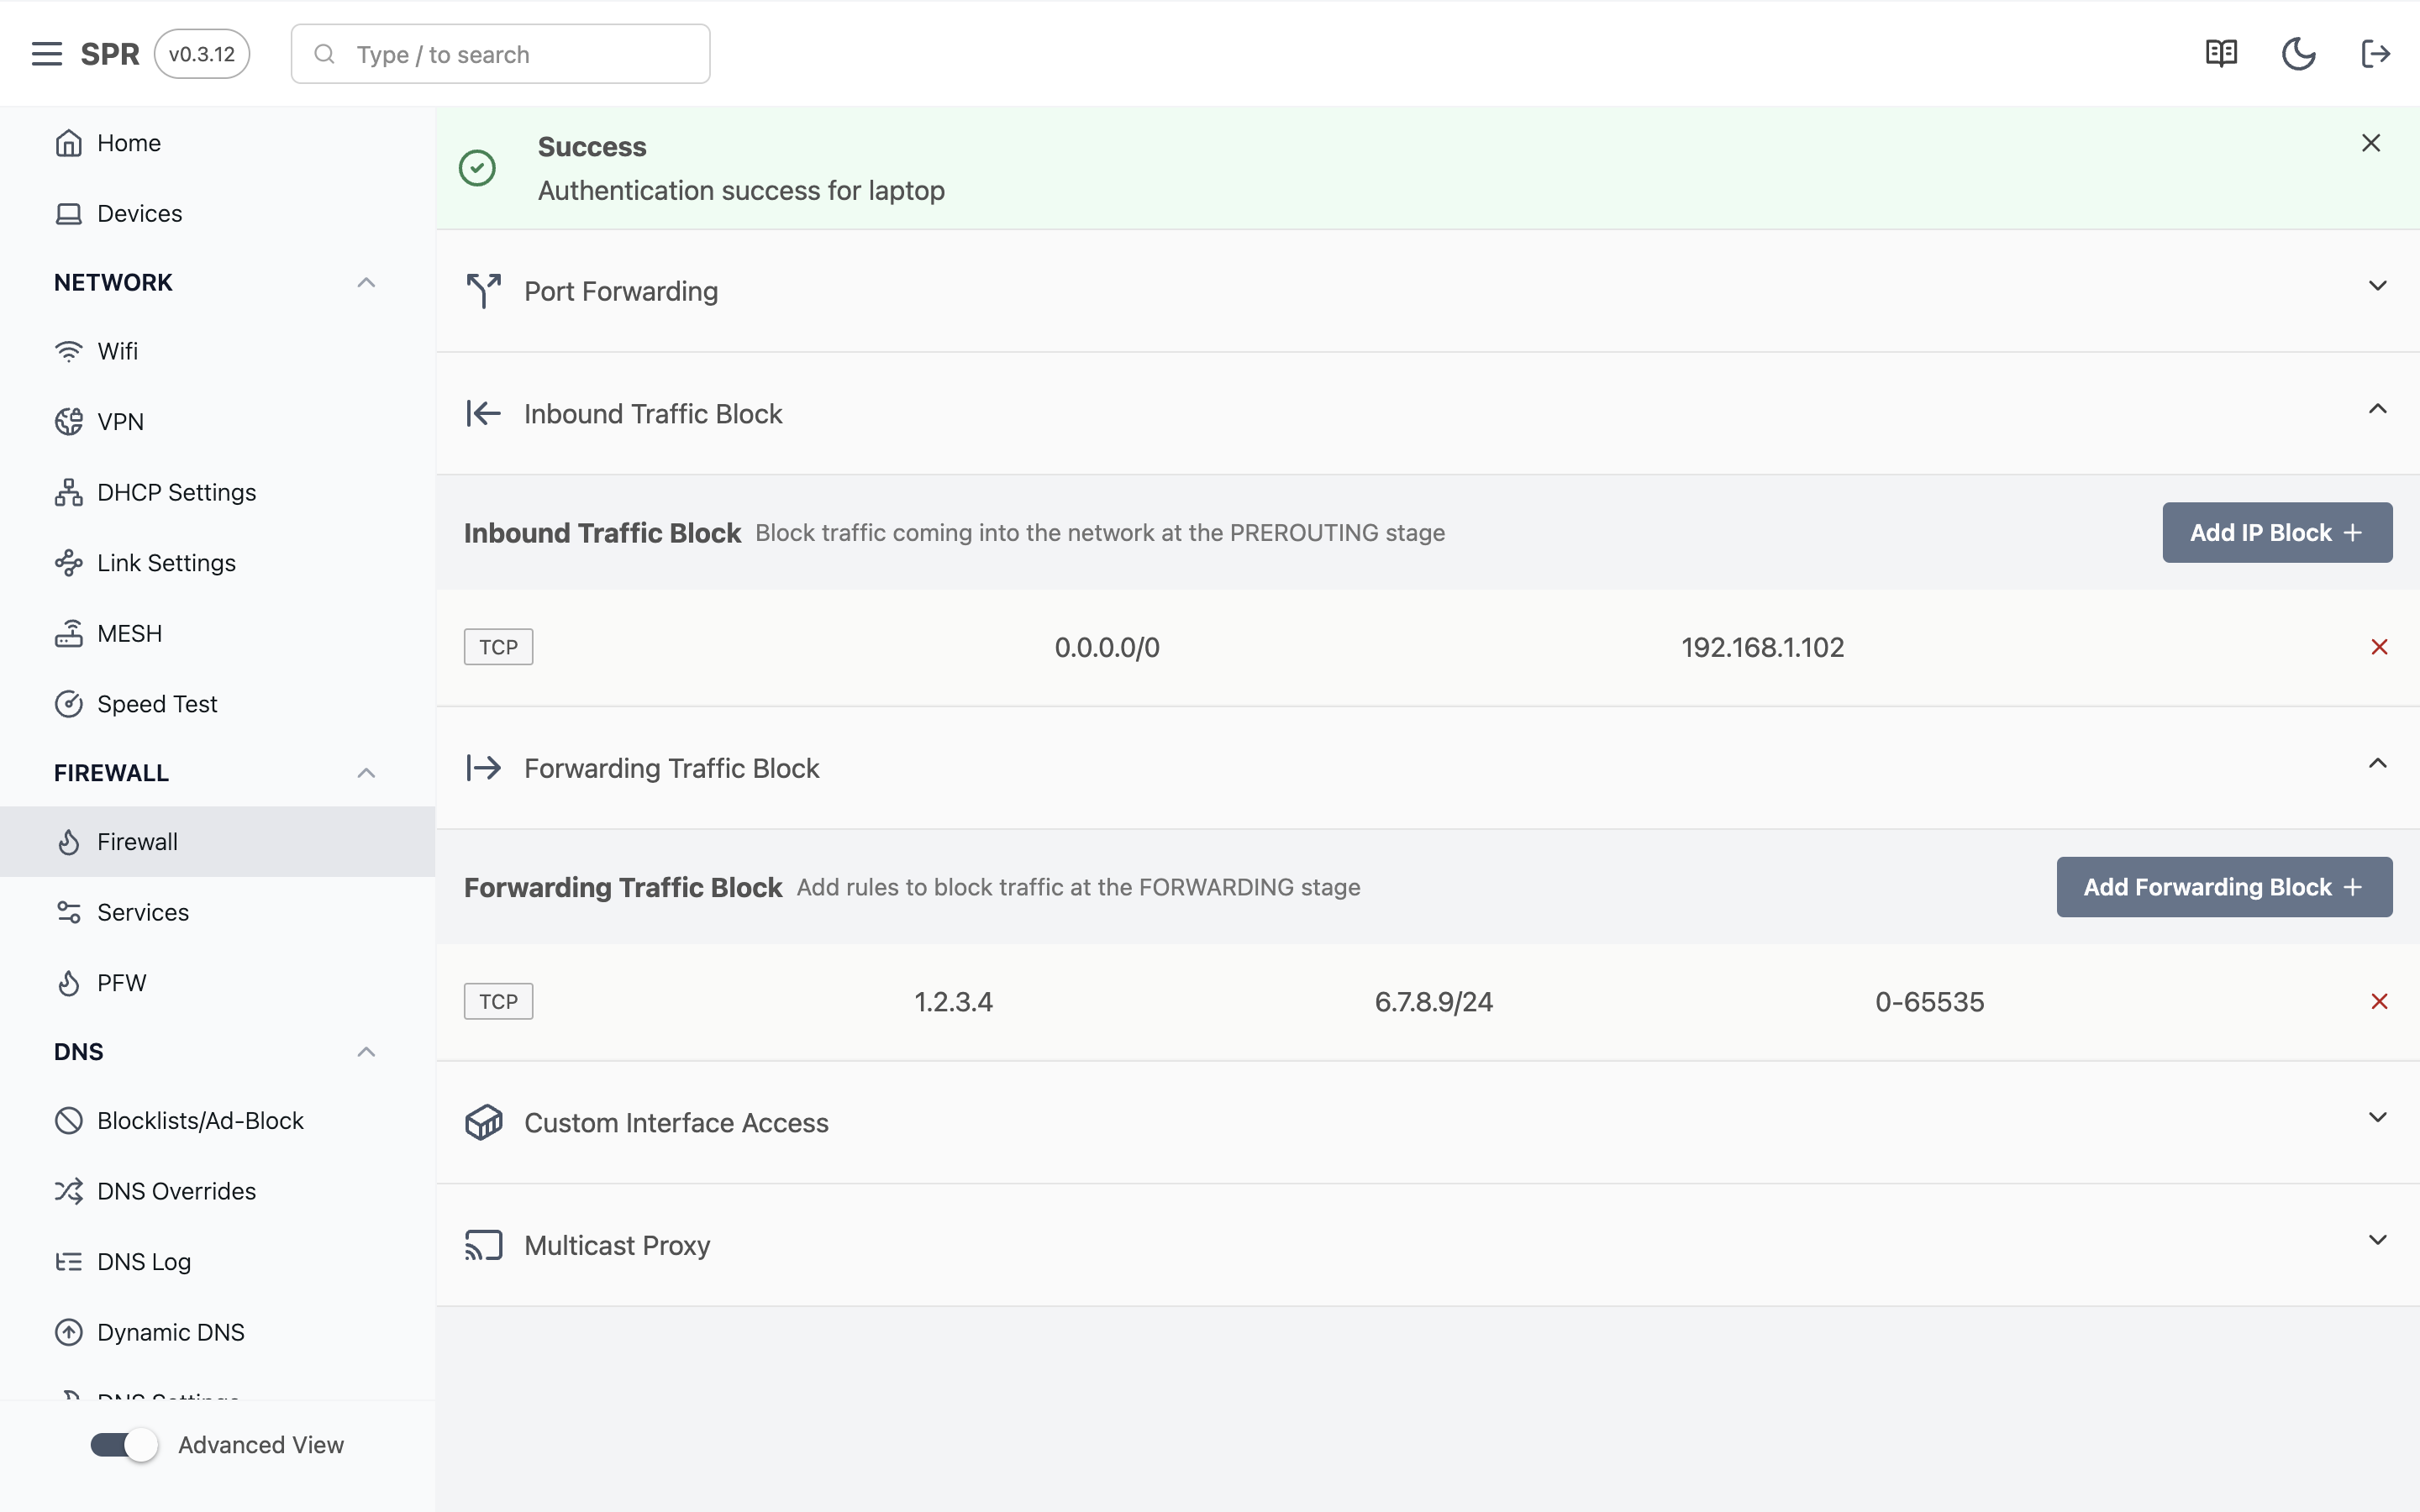 SPR v0.3.12 Type / to search
Home
Devices
NETWORK
Wifi
VPN
DHCP Settings
Link Settings
MESH
Speed Test
FIREWALL
Firewall
Services
PFW
DNS
Blocklists/Ad-Block
DNS Overrides
DNS Log
Dynamic DNS
DNS Settings
Advanced View
Success
Authentication success for laptop
Port Forwarding
Inbound Traffic Block
Inbound Traffic Block Block traffic coming into the network at the PREROUTING stage Add IP Block +
TCP 0.0.0.0/0 192.168.1.102
Forwarding Traffic Block
Forwarding Traffic Block Add rules to block traffic at the FORWARDING stage Add Forwarding Block +
TCP 1.2.3.4 6.7.8.9/24 0-65535
Custom Interface Access
Multicast Proxy